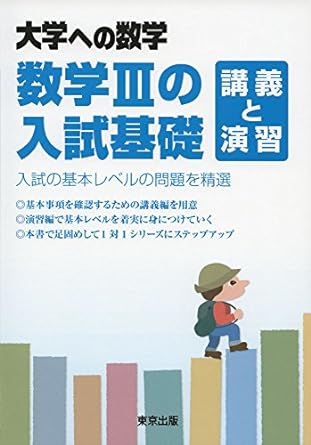 大学への数学
数学Ⅲの
入試基礎
講義
と
演習
入試の基本レベルの問題を精選
◎基本事項を確認するための講義編を用意
◎演習編で基本レベルを着実に身につけていく
◎本書で足固めして1対1シリーズにステップアップ
東京出版